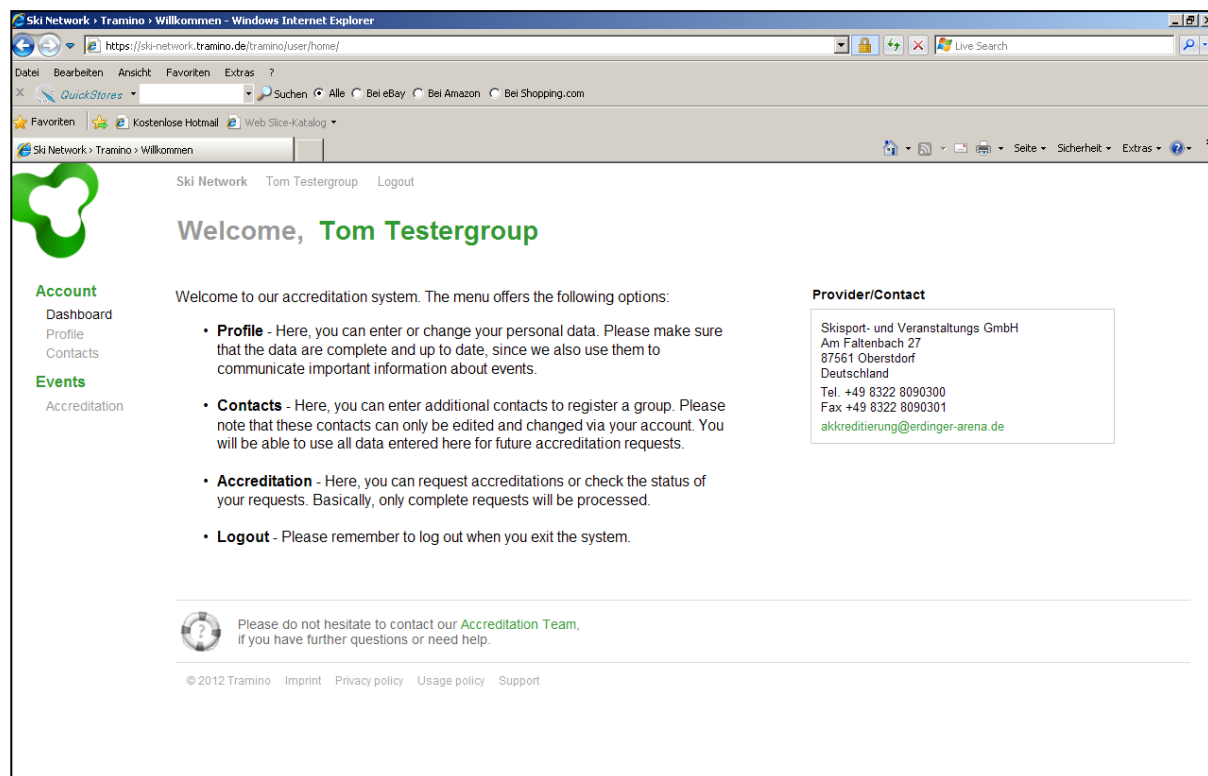 Ski Network › Tramino › Willkommen - Windows Internet Explorer
https://ski-network.tramino.de/tramino/user/home/
Live Search
Datei Bearbeiten Ansicht Favoriten Extras ?
QuickStores Suchen Alle Bei eBay Bei Amazon Bei Shopping.com
Favoriten Kostenlose Hotmail Web Slice-Katalog
Ski Network › Tramino › Willkommen
Seite Sicherheit Extras
Ski Network Tom Testergroup Logout
Welcome, Tom Testergroup
Account
Dashboard
Profile
Contacts
Events
Accreditation
Welcome to our accreditation system. The menu offers the following options:
• Profile - Here, you can enter or change your personal data. Please make sure
that the data are complete and up to date, since we also use them to
communicate important information about events.
• Contacts - Here, you can enter additional contacts to register a group. Please
note that these contacts can only be edited and changed via your account. You
will be able to use all data entered here for future accreditation requests.
• Accreditation - Here, you can request accreditations or check the status of
your requests. Basically, only complete requests will be processed.
• Logout - Please remember to log out when you exit the system.
Provider/Contact
Skisport- und Veranstaltungs GmbH
Am Faltenbach 27
87561 Oberstdorf
Deutschland
Tel. +49 8322 8090300
Fax +49 8322 8090301
akkreditierung@erdinger-arena.de
Please do not hesitate to contact our Accreditation Team,
if you have further questions or need help.
© 2012 Tramino Imprint Privacy policy Usage policy Support